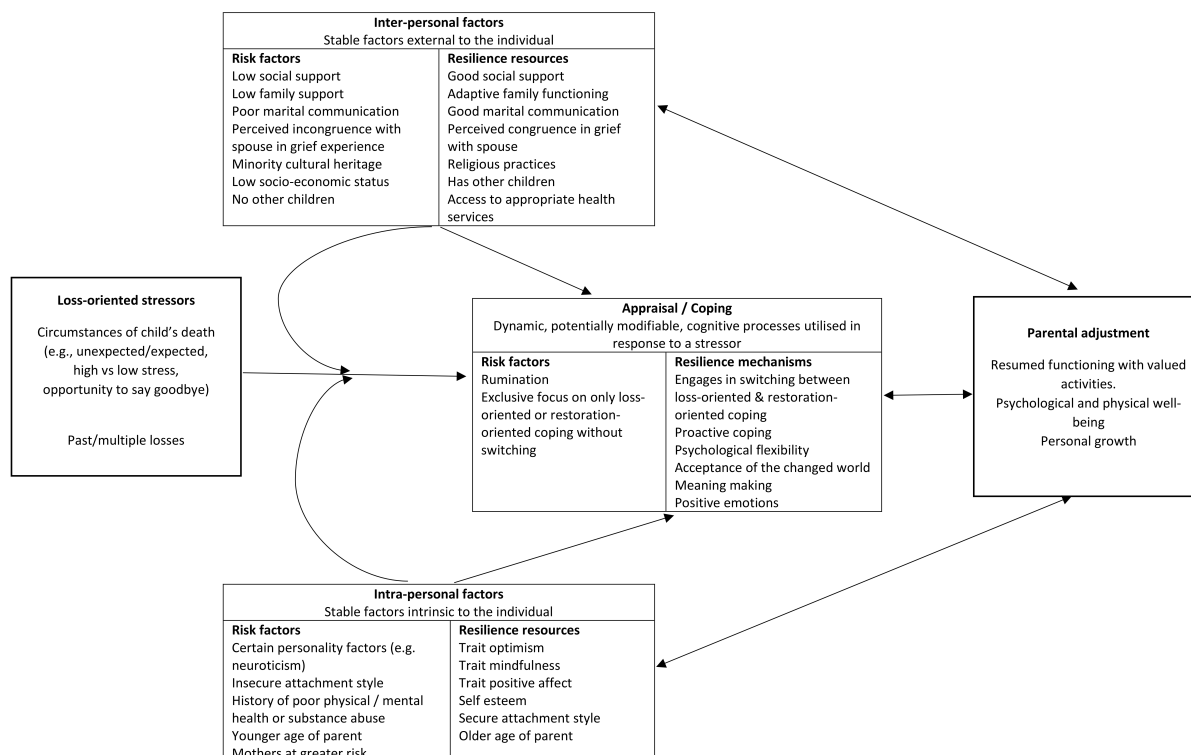 Inter-personal factors
Stable factors external to the individual
Risk factors
Low social support
Low family support
Poor marital communication
Perceived incongruence with
spouse in grief experience
Minority cultural heritage
Low socio-economic status
No other children
Resilience resources
Good social support
Adaptive family functioning
Good marital communication
Perceived congruence in grief
with spouse
Religious practices
Has other children
Access to appropriate health
services
Loss-oriented stressors
Circumstances of child’s death
(e.g., unexpected/expected,
high vs low stress,
opportunity to say goodbye)
Past/multiple losses
Appraisal / Coping
Dynamic, potentially modifiable, cognitive processes utilised in
response to a stressor
Risk factors
Rumination
Exclusive focus on only loss-
oriented or restoration-
oriented coping without
switching
Resilience mechanisms
Engages in switching between
loss-oriented & restoration-
oriented coping
Proactive coping
Psychological flexibility
Acceptance of the changed world
Meaning making
Positive emotions
Parental adjustment
Resumed functioning with valued
activities.
Psychological and physical well-
being
Personal growth
Intra-personal factors
Stable factors intrinsic to the individual
Risk factors
Certain personality factors (e.g.
neuroticism)
Insecure attachment style
History of poor physical / mental
health or substance abuse
Younger age of parent
Mothers at greater risk
Resilience resources
Trait optimism
Trait mindfulness
Trait positive affect
Self esteem
Secure attachment style
Older age of parent